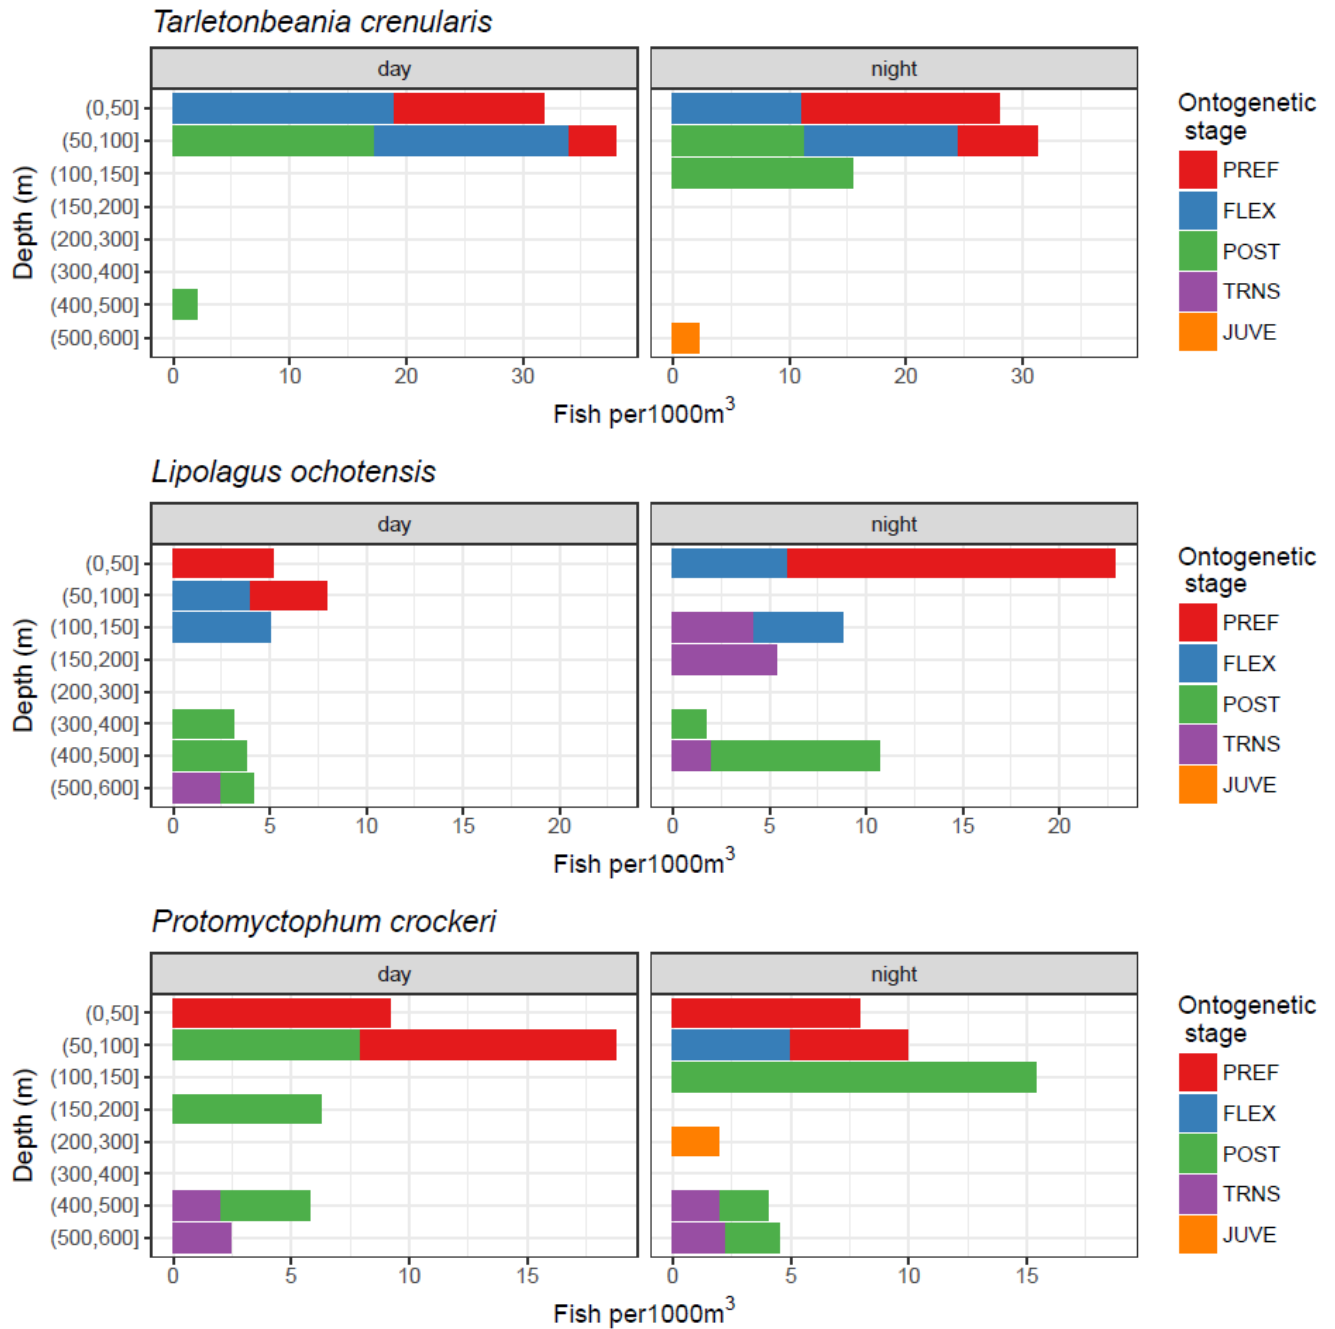 Tarletonbeania crenularis
day
night
Depth (m)
(0,50]
(50,100]
(100,150]
(150,200]
(200,300]
(300,400]
(400,500]
(500,600]
0 10 20 30
0 10 20 30
Fish per1000m³
Ontogenetic
stage
PREF
FLEX
POST
TRNS
JUVE
Lipolagus ochotensis
day
night
Depth (m)
(0,50]
(50,100]
(100,150]
(150,200]
(200,300]
(300,400]
(400,500]
(500,600]
0 5 10 15 20
0 5 10 15 20
Fish per1000m³
Ontogenetic
stage
PREF
FLEX
POST
TRNS
JUVE
Protomyctophum crockeri
day
night
Depth (m)
(0,50]
(50,100]
(100,150]
(150,200]
(200,300]
(300,400]
(400,500]
(500,600]
0 5 10 15
0 5 10 15
Fish per1000m³
Ontogenetic
stage
PREF
FLEX
POST
TRNS
JUVE